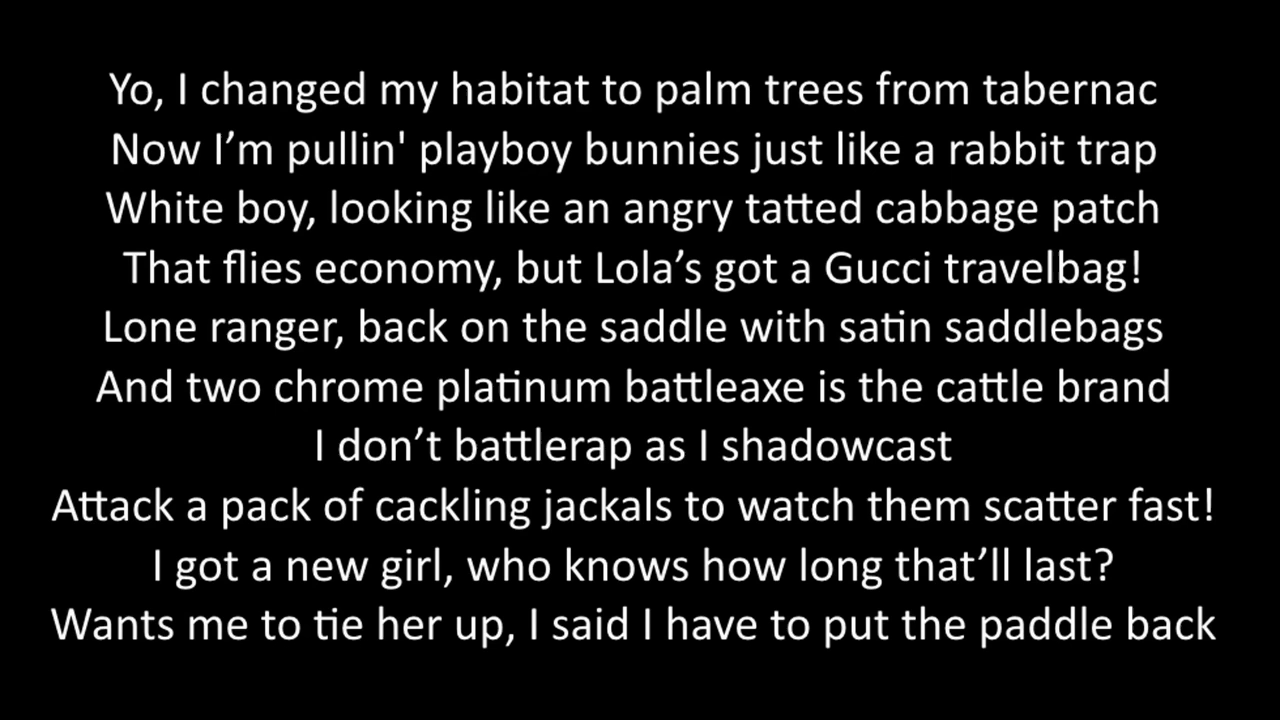 Yo, I changed my habitat to palm trees from tabernac
Now I’m pullin' playboy bunnies just like a rabbit trap
White boy, looking like an angry tatted cabbage patch
That flies economy, but Lola’s got a Gucci travelbag!
Lone ranger, back on the saddle with satin saddlebags
And two chrome platinum battleaxe is the cattle brand
I don’t battlerap as I shadowcast
Attack a pack of cackling jackals to watch them scatter fast!
I got a new girl, who knows how long that’ll last?
Wants me to tie her up, I said I have to put the paddle back